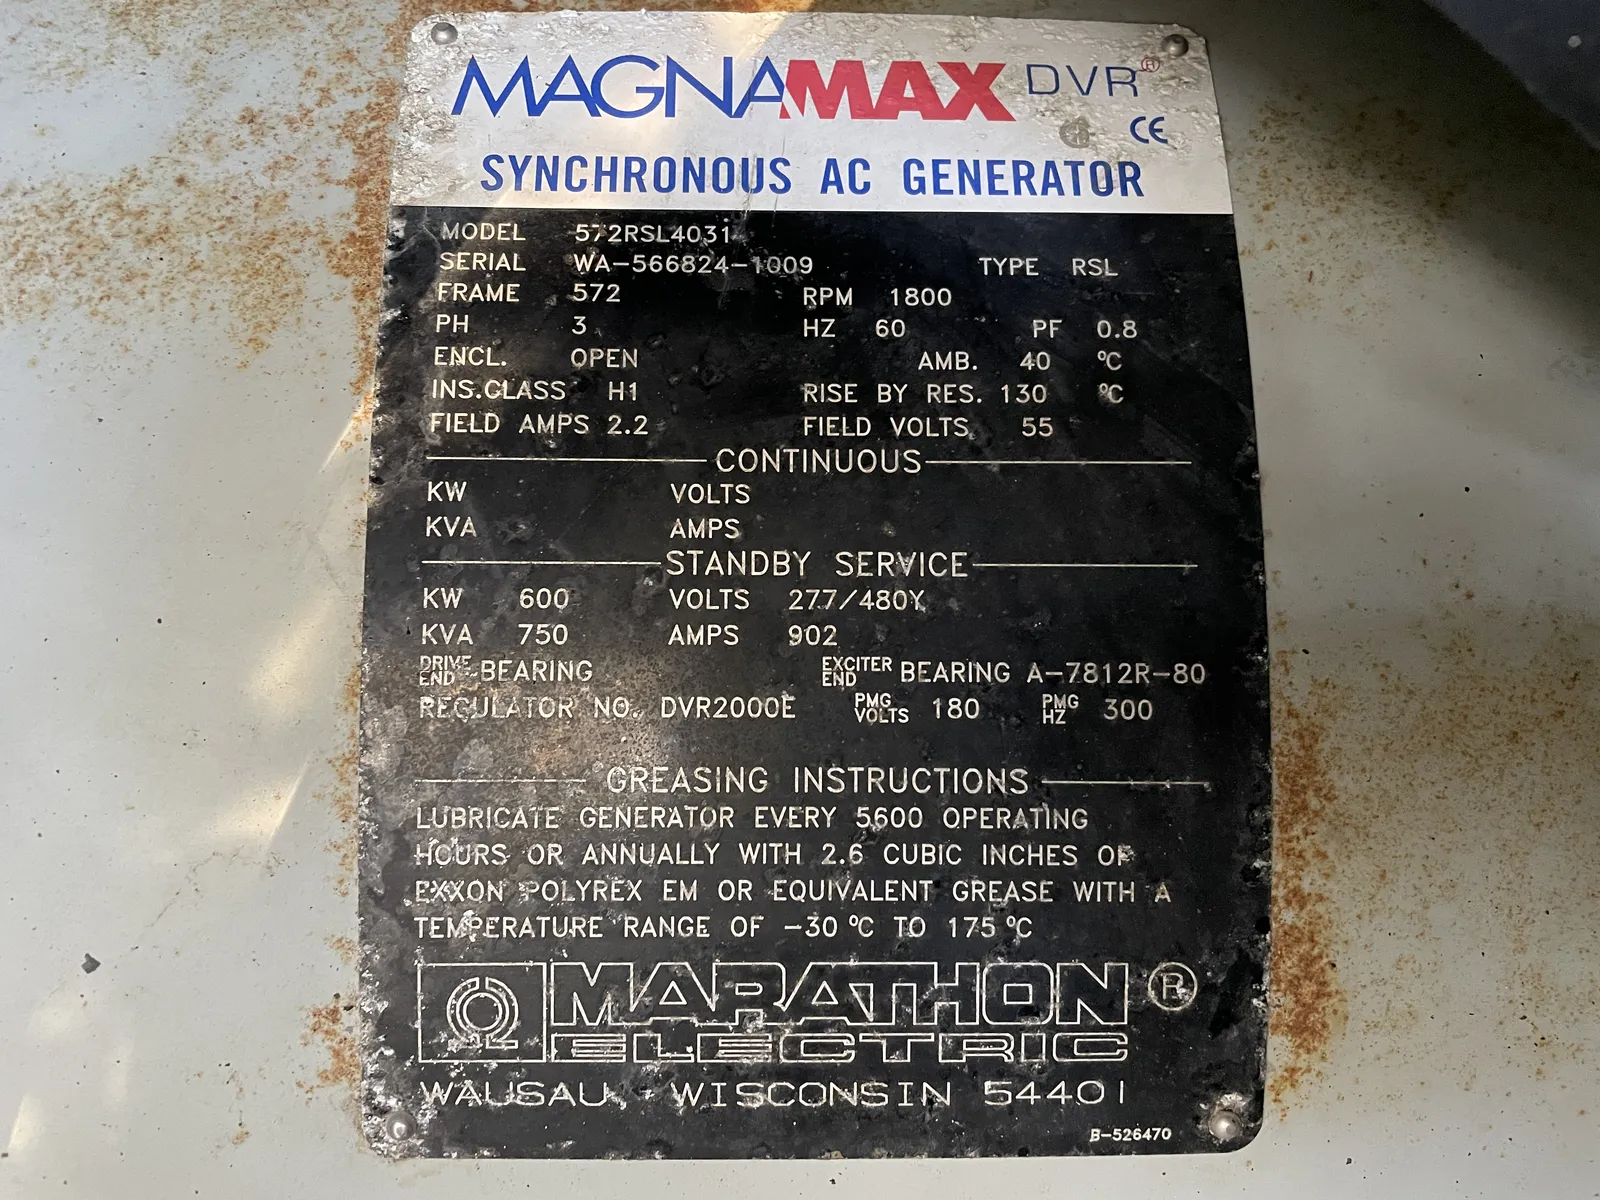 MAGNAMAX DVR®
CE
SYNCHRONOUS AC GENERATOR
MODEL 572RSL4031
SERIAL WA-566824-1009 TYPE RSL
FRAME 572 RPM 1800
PH 3 HZ 60 PF 0.8
ENCL. OPEN AMB. 40 ºC
INS.CLASS H1 RISE BY RES. 130 ºC
FIELD AMPS 2.2 FIELD VOLTS 55
CONTINUOUS
KW VOLTS
KVA AMPS
STANDBY SERVICE
KW 600 VOLTS 277/480Y
KVA 750 AMPS 902
DRIVE END BEARING EXCITER END BEARING A-7812R-80
REGULATOR NO. DVR2000E PMG VOLTS 180 PMG HZ 300
GREASING INSTRUCTIONS
LUBRICATE GENERATOR EVERY 5600 OPERATING
HOURS OR ANNUALLY WITH 2.6 CUBIC INCHES OF
EXXON POLYREX EM OR EQUIVALENT GREASE WITH A
TEMPERATURE RANGE OF -30 ºC TO 175 ºC
MARATHON ®
ELECTRIC
WAUSAU, WISCONSIN 54401
B-526470